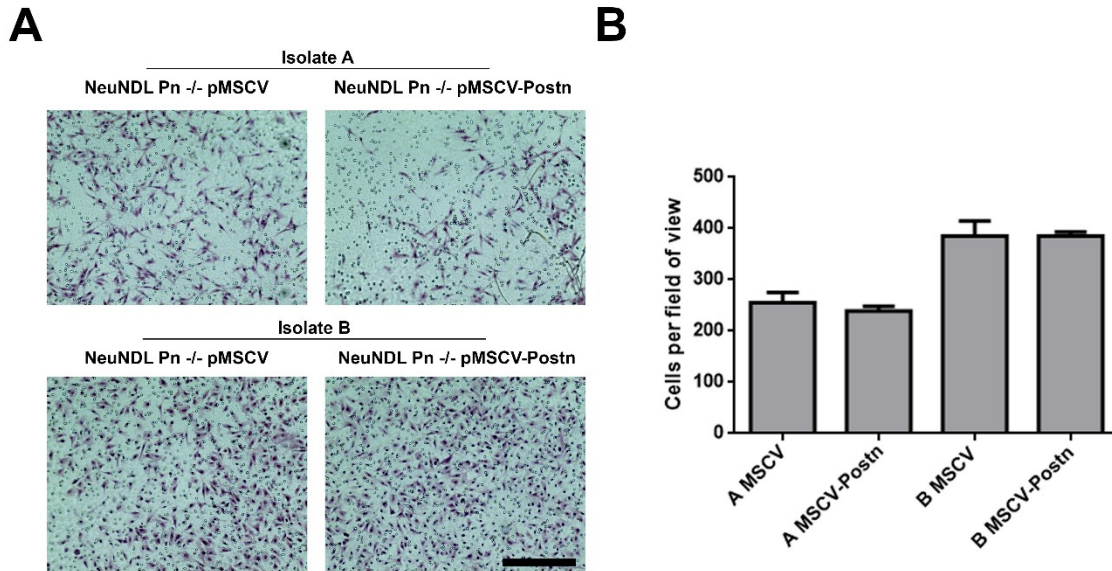 A
Isolate A
NeuNDL Pn -/- pMSCV
NeuNDL Pn -/- pMSCV-Postn
Isolate B
NeuNDL Pn -/- pMSCV
NeuNDL Pn -/- pMSCV-Postn
B
Cells per field of view
500
400
300
200
100
0
A MSCV
A MSCV-Postn
B MSCV
B MSCV-Postn